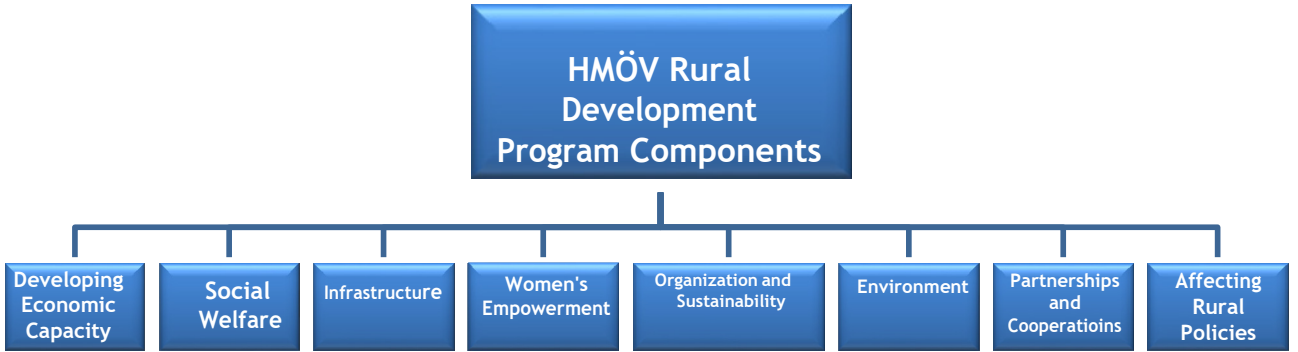 HMÖV Rural
Development
Program Components
Developing
Economic
Capacity
Social
Welfare
Infrastructure
Women's
Empowerment
Organization and
Sustainability
Environment
Partnerships
and
Cooperatioins
Affecting
Rural
Policies